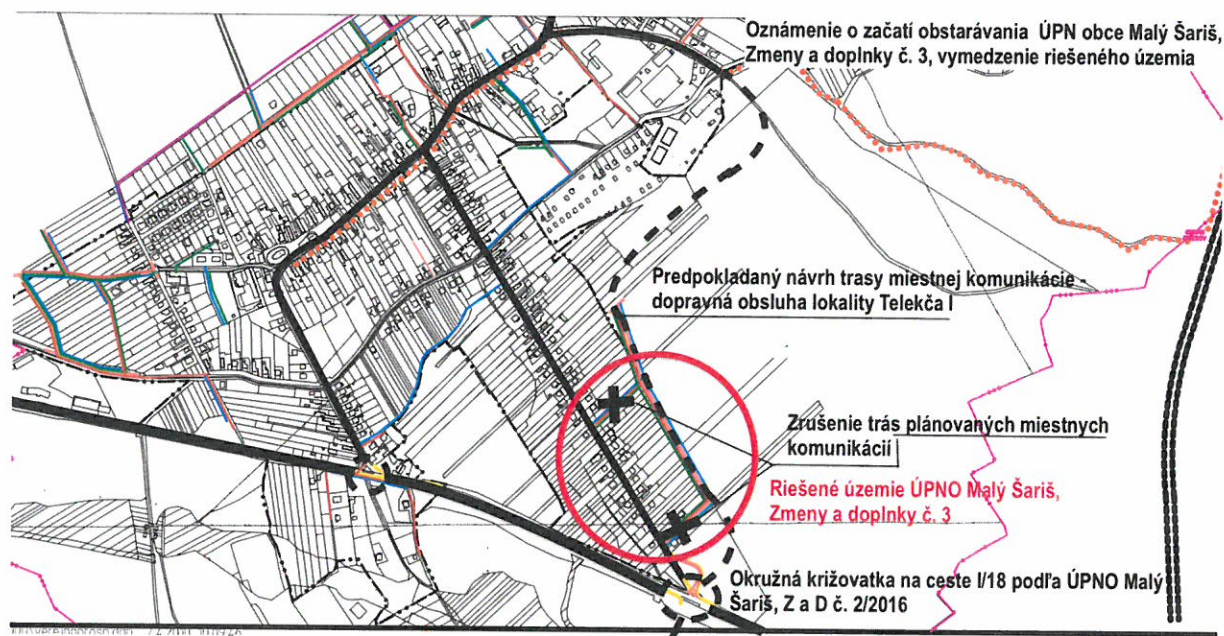 Oznámenie o začatí obstarávania ÚPN obce Malý Šariš,
Zmeny a doplnky č. 3, vymedzenie riešeného územia
Predpokladaný návrh trasy miestnej komunikácie
dopravná obsluha lokality Telekča I
Zrušenie trás plánovaných miestnych
komunikácií
Riešené územie ÚPNO Malý Šariš,
Zmeny a doplnky č. 3
Okružná križovatka na ceste I/18 podľa ÚPNO Malý
Šariš, Z a D č. 2/2016